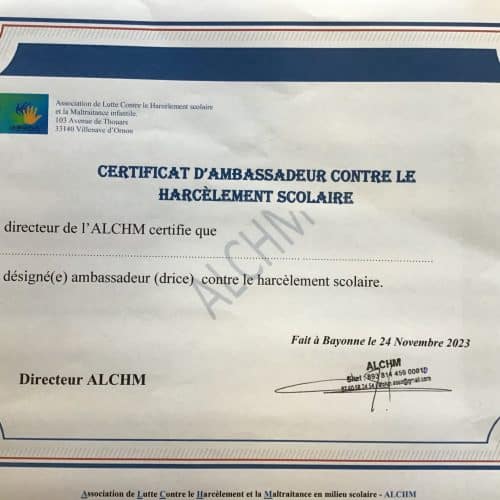 Association de Lutte Contre le Harcèlement scolaire
et la Maltraitance infantile.
103 Avenue de Thouars
33140 Villenave d'Ornon
CERTIFICAT D'AMBASSADEUR CONTRE LE
HARCÈLEMENT SCOLAIRE
directeur de l'ALCHM certifie que
désigné(e) ambassadeur (drice) contre le harcèlement scolaire.
ALCHM
Fait à Bayonne le 24 Novembre 2023
Directeur ALCHM
ALCHM
Association de Lutte Contre le Harcèlement et la Maltraitance en milieu scolaire - ALCHM